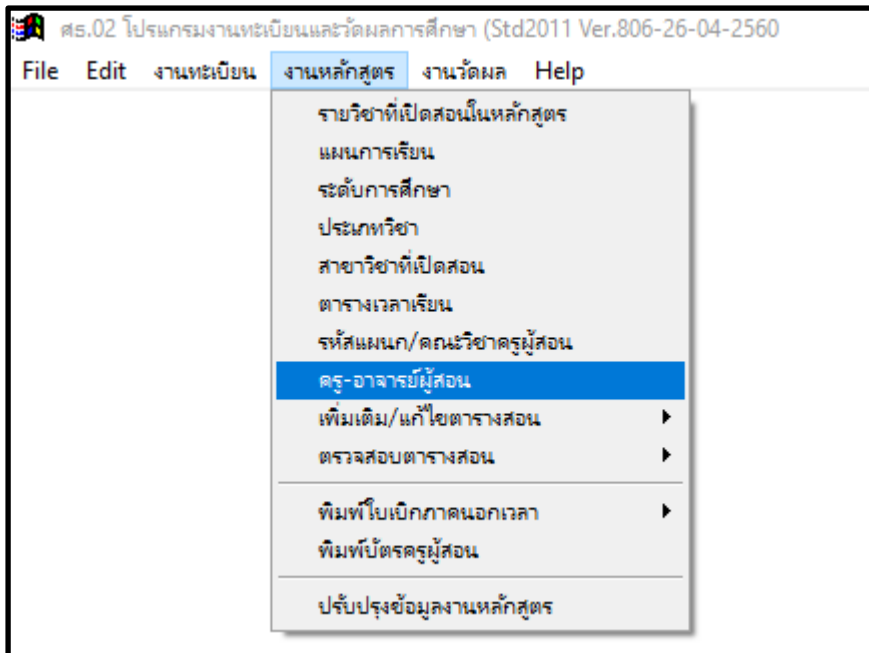 ศธ.02 โปรแกรมงานทะเบียนและวัดผลการศึกษา (Std2011 Ver.806-26-04-2560
File Edit งานทะเบียน งานหลักสูตร งานวัดผล Help
รายวิชาที่เปิดสอนในหลักสูตร
แผนการเรียน
ระดับการศึกษา
ประเภทวิชา
สาขาวิชาที่เปิดสอน
ตารางเวลาเรียน
รหัสแผนก/คณะวิชาครูผู้สอน
ครู-อาจารย์ผู้สอน
เพิ่มเติม/แก้ไขตารางสอน
ตรวจสอบตารางสอน
พิมพ์ใบเบิกภาคนอกเวลา
พิมพ์บัตรครูผู้สอน
ปรับปรุงข้อมูลงานหลักสูตร